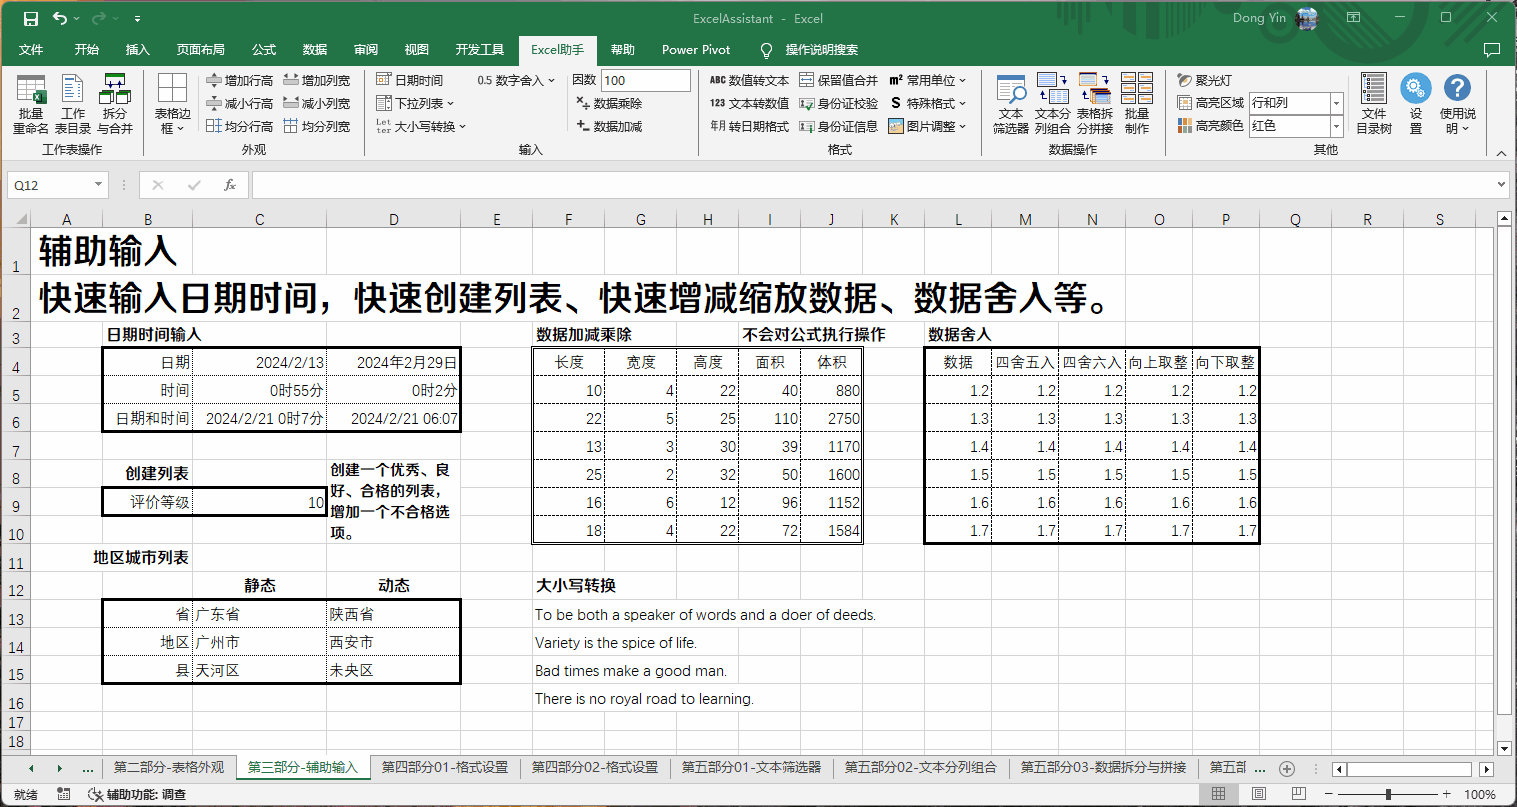 ExcelAssistant - Excel
Dong Yin
文件 开始 插入 页面布局 公式 数据 审阅 视图 开发工具 Excel助手 帮助 Power Pivot 操作说明搜索
批量重命名
工作表目录
拆分与合并
工作表操作
表格边框
增加行高 增加列宽
减小行高 减小列宽
均分行高 均分列宽
外观
日期时间 0.5 数字舍入
下拉列表
Letter 大小写转换
因数 100
数据乘除
数据加减
输入
ABC 数值转文本 保留值合并 m² 常用单位
123 文本转数值 身份证校验 S 特殊格式
年月 转日期格式 身份证信息 图片调整
格式
文本筛选器
文本分列组合
表格拆分拼接
批量制作
数据操作
聚光灯
高亮区域 行和列
高亮颜色 红色
文件目录树
设置
使用说明
其他
Q12 fx
A B C D E F G H I J K L M N O P Q R S
1 辅助输入
2 快速输入日期时间，快速创建列表、快速增减缩放数据、数据舍入等。
3 日期时间输入 数据加减乘除 不会对公式执行操作 数据舍入
4 日期 2024/2/13 2024年2月29日 长度 宽度 高度 面积 体积 数据 四舍五入 四舍六入 向上取整 向下取整
5 时间 0时55分 0时2分 10 4 22 40 880 1.2 1.2 1.2 1.2 1.2
6 日期和时间 2024/2/21 0时7分 2024/2/21 06:07 22 5 25 110 2750 1.3 1.3 1.3 1.3 1.3
7 13 3 30 39 1170 1.4 1.4 1.4 1.4 1.4
8 创建列表 25 2 32 50 1600 1.5 1.5 1.5 1.5 1.5
9 评价等级 10 16 6 12 96 1152 1.6 1.6 1.6 1.6 1.6
10 18 4 22 72 1584 1.7 1.7 1.7 1.7 1.7
创建一个优秀、良
好、合格的列表，
增加一个不合格选
项。
11 地区城市列表
12 静态 动态 大小写转换
13 省 广东省 陕西省 To be both a speaker of words and a doer of deeds.
14 地区 广州市 西安市 Variety is the spice of life.
15 县 天河区 未央区 Bad times make a good man.
16 There is no royal road to learning.
17
18
... 第二部分-表格外观 第三部分-辅助输入 第四部分01-格式设置 第四部分02-格式设置 第五部分01-文本筛选器 第五部分02-文本分列组合 第五部分03-数据拆分与拼接 第五部 ...
就绪 辅助功能: 调查 100%